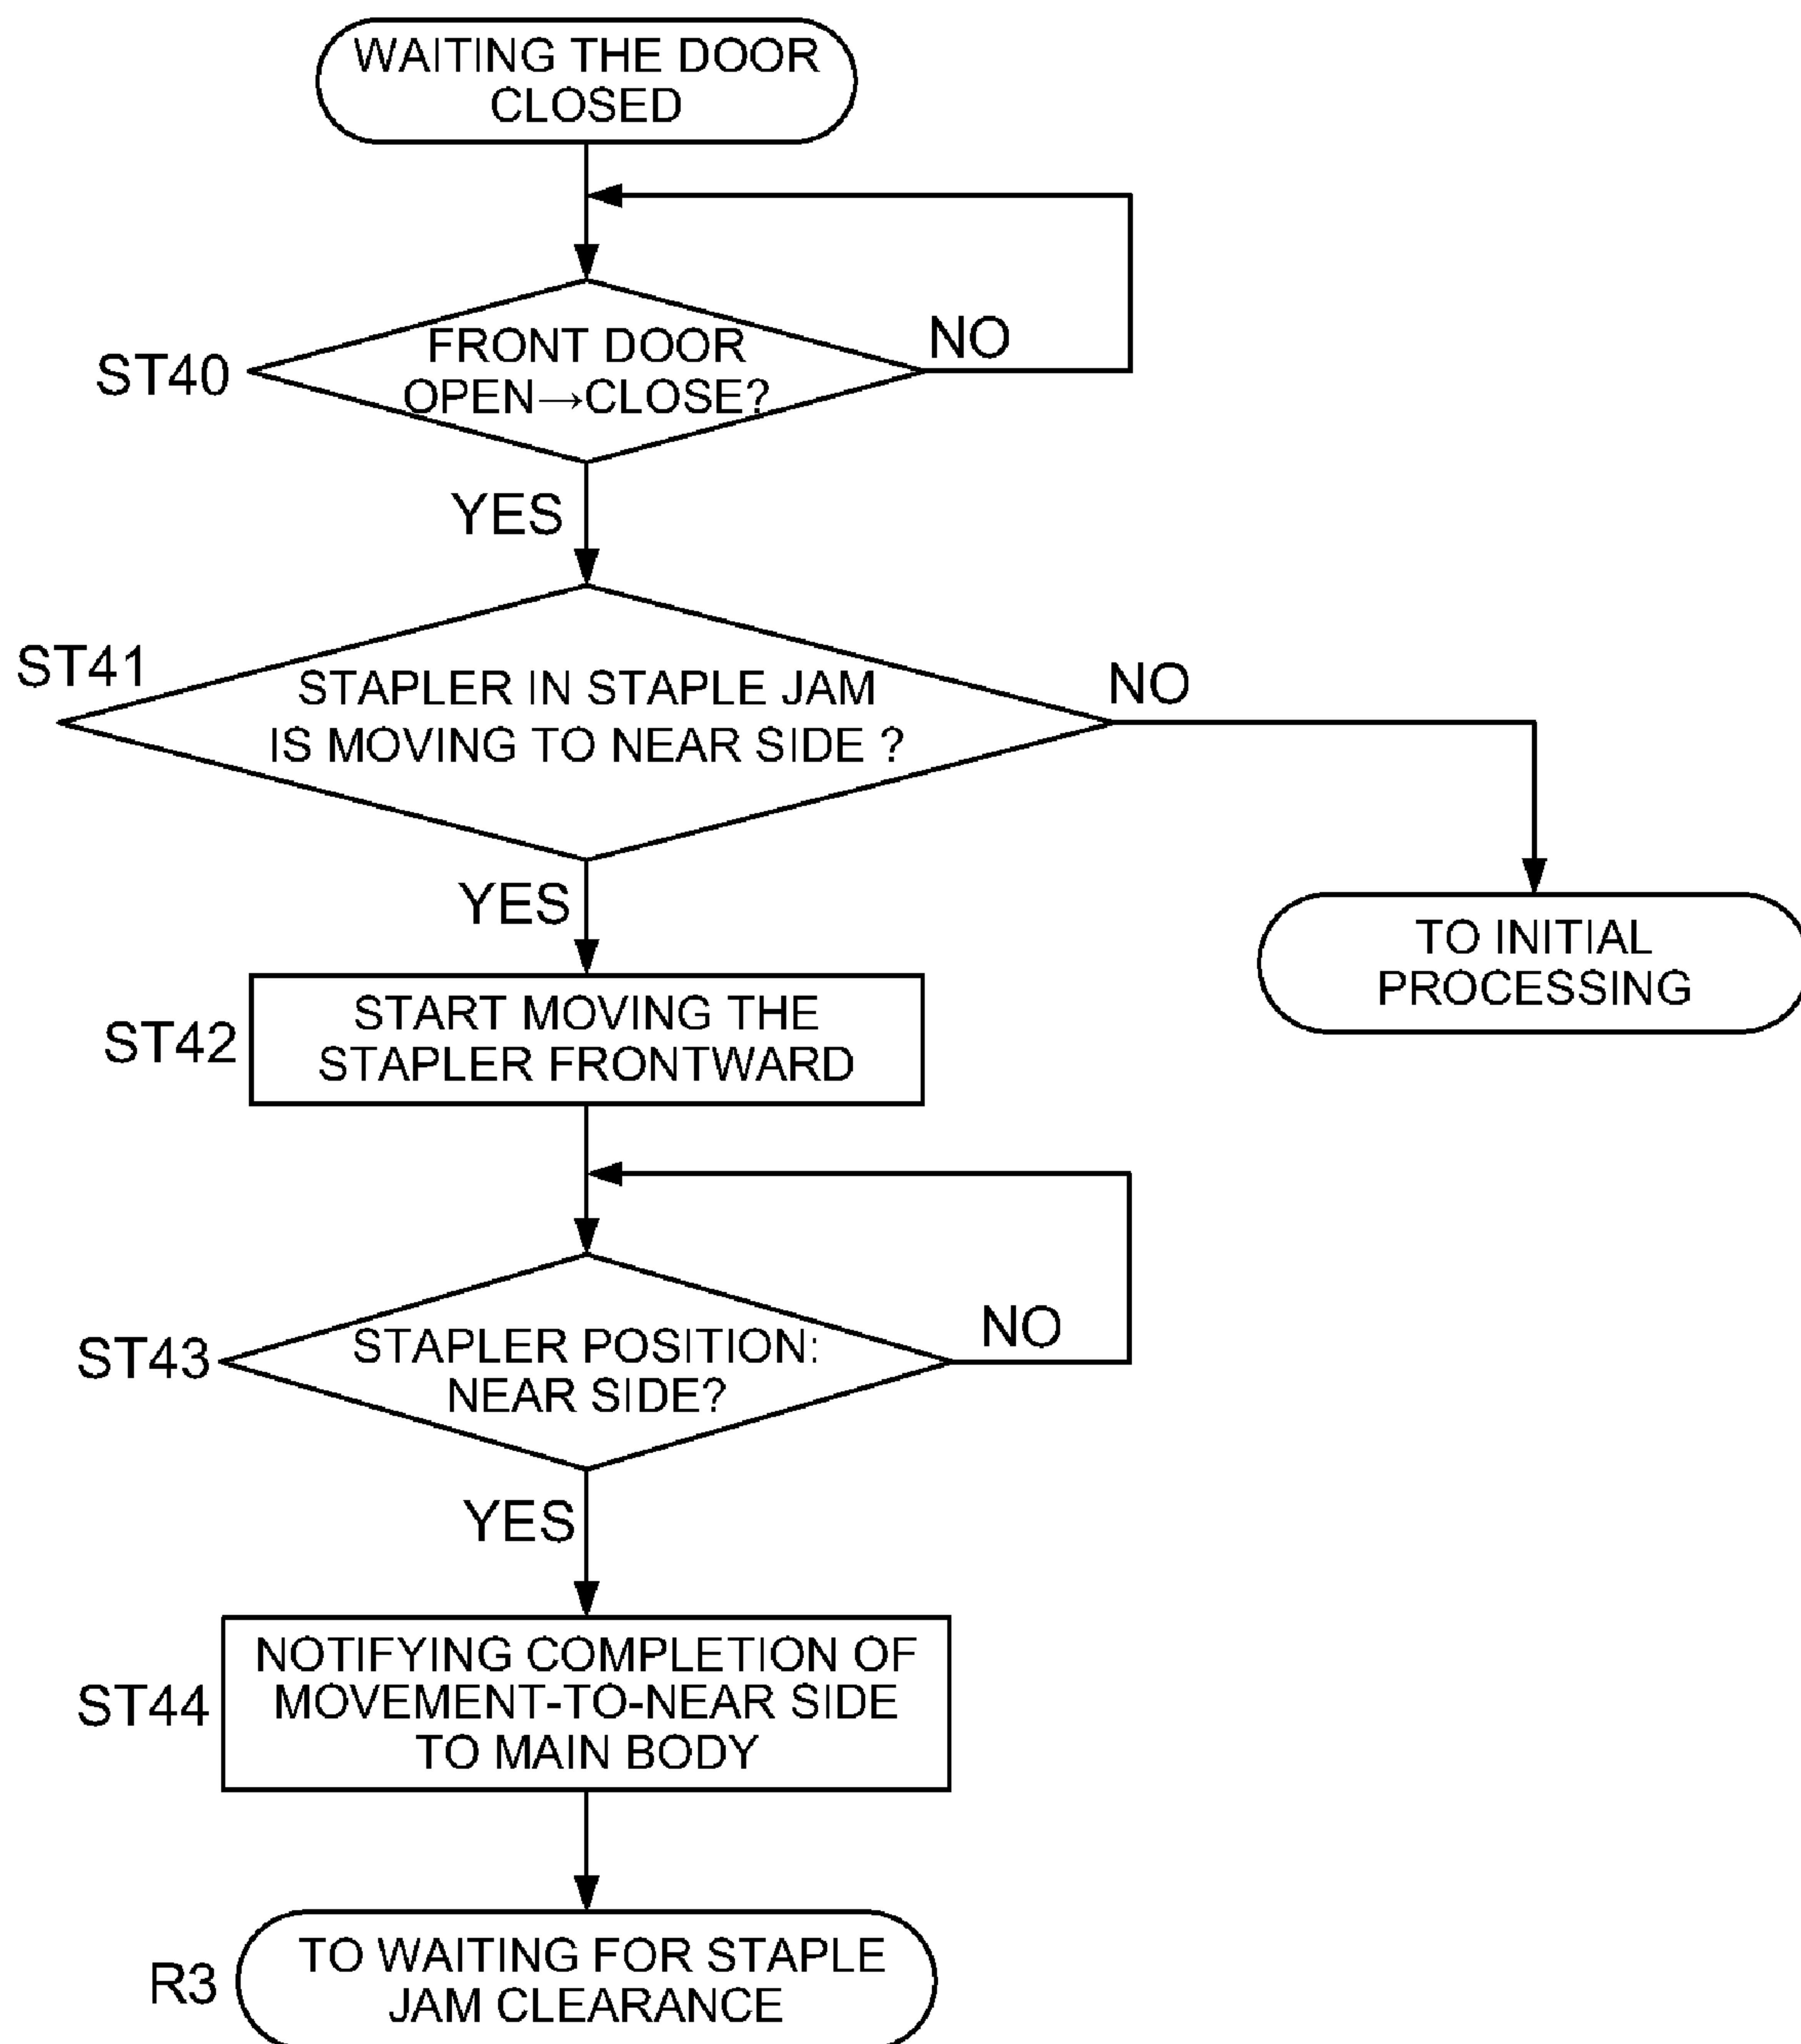 WAITING THE DOOR
CLOSED
ST40
FRONT DOOR
OPEN→CLOSE?
NO
YES
ST41
STAPLER IN STAPLE JAM
IS MOVING TO NEAR SIDE ?
NO
YES
TO INITIAL
PROCESSING
ST42
START MOVING THE
STAPLER FRONTWARD
ST43
STAPLER POSITION:
NEAR SIDE?
NO
YES
ST44
NOTIFYING COMPLETION OF
MOVEMENT-TO-NEAR SIDE
TO MAIN BODY
R3
TO WAITING FOR STAPLE
JAM CLEARANCE